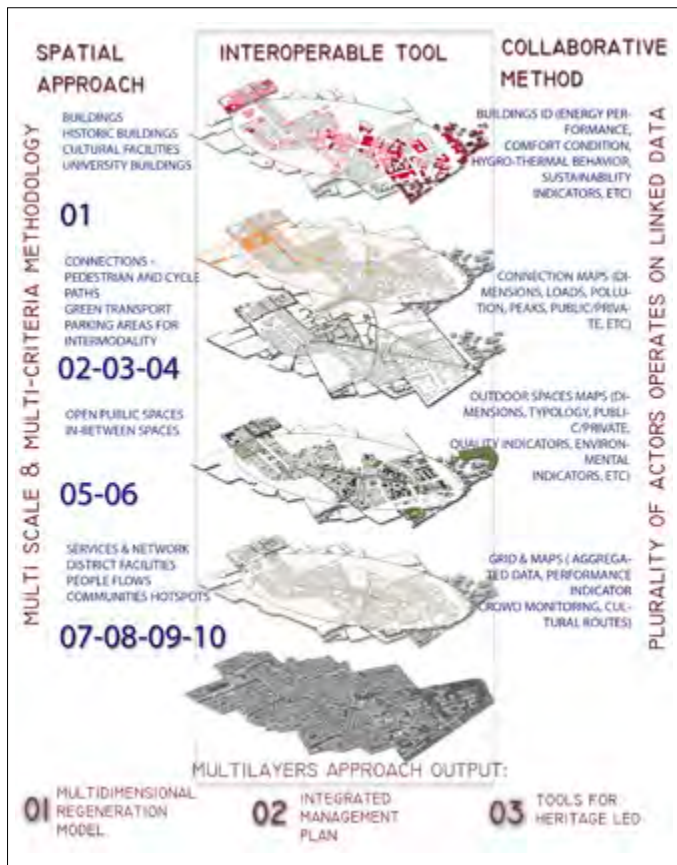 SPATIAL
APPROACH
INTEROPERABLE TOOL
COLLABORATIVE
METHOD
MULTI SCALE & MULTI-CRITERIA METHODOLOGY
BUILDINGS
HISTORIC BUILDINGS
CULTURAL FACILITIES
UNIVERSITY BUILDINGS
01
BUILDINGS ID (ENERGY PER-
FORMANCE,
COMFORT CONDITION,
HYGRO-THERMAL BEHAVIOR,
SUSTAINABILITY
INDICATORS, ETC)
CONNECTIONS -
PEDESTRIAN AND CYCLE
PATHS
GREEN TRANSPORT
PARKING AREAS FOR
INTERMODALITY
02-03-04
CONNECTION MAPS (DI-
MENSIONS, LOADS, POLLU-
TION, PEAKS, PUBLIC/PRIVA-
TE, ETC)
OPEN PUBLIC SPACES
IN-BETWEEN SPACES
05-06
OUTDOOR SPACES MAPS (DI-
MENSIONS, TYPOLOGY, PUBLI-
C/PRIVATE,
QUALITY INDICATORS, ENVIRON-
MENTAL
INDICATORS, ETC)
SERVICES & NETWORK
DISTRICT FACILITIES
PEOPLE FLOWS
COMMUNITIES HOTSPOTS
07-08-09-10
GRID & MAPS ( AGGREGA-
TED DATA, PERFORMANCE
INDICATOR
CROWD MONITORING, CUL-
TURAL ROUTES)
PLURALITY OF ACTORS OPERATES ON LINKED DATA
MULTILAYERS APPROACH OUTPUT:
01 MULTIDIMENSIONAL
REGENERATION
MODEL
02 INTEGRATED
MANAGEMENT
PLAN
03 TOOLS FOR
HERITAGE LED